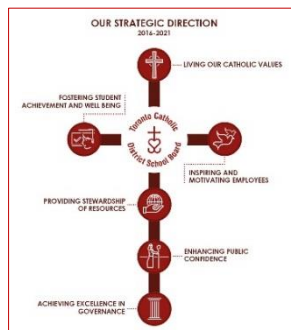 OUR STRATEGIC DIRECTION
2016-2021
LIVING OUR CATHOLIC VALUES
FOSTERING STUDENT
ACHIEVEMENT AND WELL BEING
Toronto Catholic
District School Board
INSPIRING AND
MOTIVATING EMPLOYEES
PROVIDING STEWARDSHIP
OF RESOURCES
ENHANCING PUBLIC
CONFIDENCE
ACHIEVING EXCELLENCE IN
GOVERNANCE